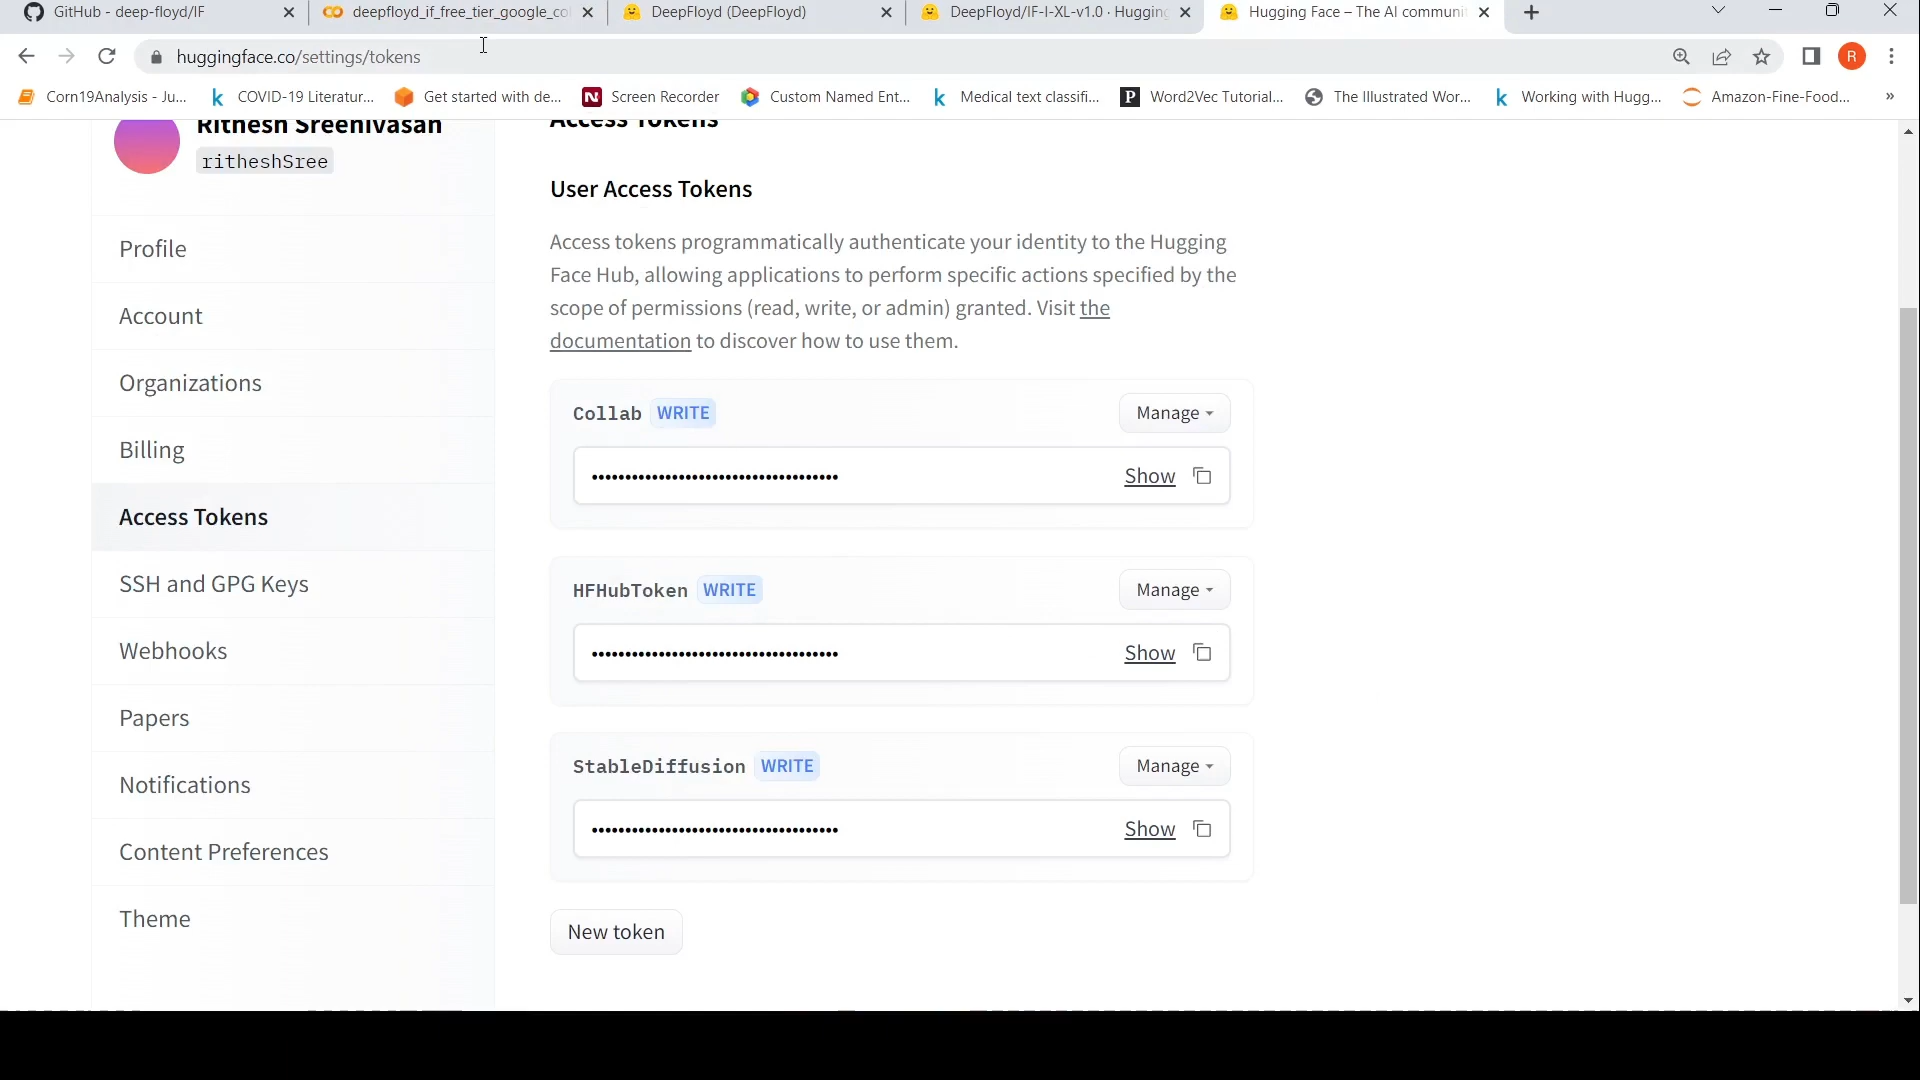 GitHub - deep-floyd/IF
deepfloyd_if_free_tier_google_co
DeepFloyd (DeepFloyd)
DeepFloyd/IF-I-XL-v1.0 · Hugging
Hugging Face – The AI communi
huggingface.co/settings/tokens
R
Corn19Analysis - Ju...
COVID-19 Literatur...
Get started with de...
Screen Recorder
Custom Named Ent...
Medical text classifi...
Word2Vec Tutorial...
The Illustrated Wor...
Working with Hugg...
Amazon-Fine-Food...
»
Rithesh Sreenivasan
ritheshSree
Profile
Account
Organizations
Billing
Access Tokens
SSH and GPG Keys
Webhooks
Papers
Notifications
Content Preferences
Theme
Access Tokens
User Access Tokens
Access tokens programmatically authenticate your identity to the Hugging
Face Hub, allowing applications to perform specific actions specified by the
scope of permissions (read, write, or admin) granted. Visit the
documentation to discover how to use them.
Collab WRITE
Manage
Show
HFHubToken WRITE
Manage
Show
StableDiffusion WRITE
Manage
Show
New token